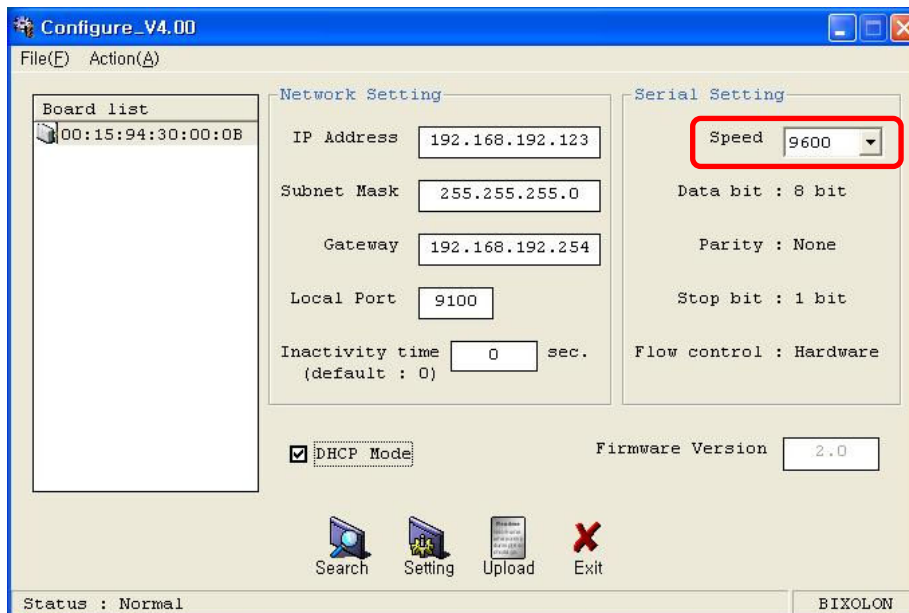 Configure_V4.00
File(F) Action(A)
Board list
00:15:94:30:00:0B
Network Setting
IP Address 192.168.192.123
Subnet Mask 255.255.255.0
Gateway 192.168.192.254
Local Port 9100
Inactivity time 0 sec.
(default : 0)
Serial Setting
Speed 9600
Data bit : 8 bit
Parity : None
Stop bit : 1 bit
Flow control : Hardware
DHCP Mode
Firmware Version 2.0
Search Setting Upload Exit
Status : Normal BIXOLON